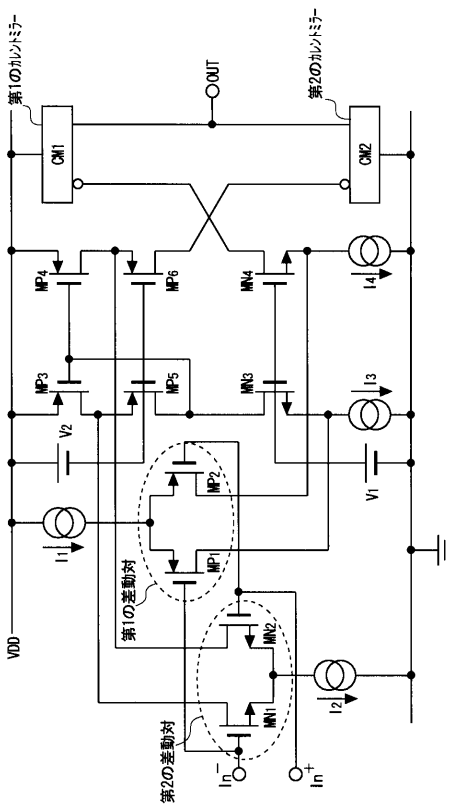 第1のカレントミラー
第2のカレントミラー
CM1
CM2
OUT
MP4
MP6
MN4
I4
MP3
MP5
MN3
I3
V2
V1
I1
MP2
MP1
第1の差動対
VDD
MN2
MN1
I2
第2の差動対
In-
In+